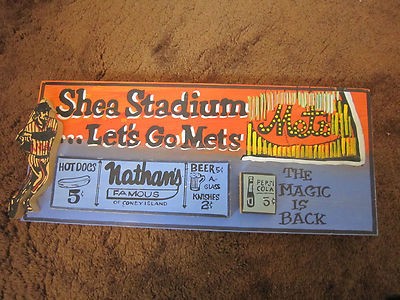 Shea Stadium
... Let's Go Mets
Mets
HOT DOGS
5¢
Nathan's
FAMOUS
OF CONEY ISLAND
BEER 5¢
A
GLASS
KNISHES
2¢
PEPSI
COLA
5¢
THE
MAGIC
IS
BACK